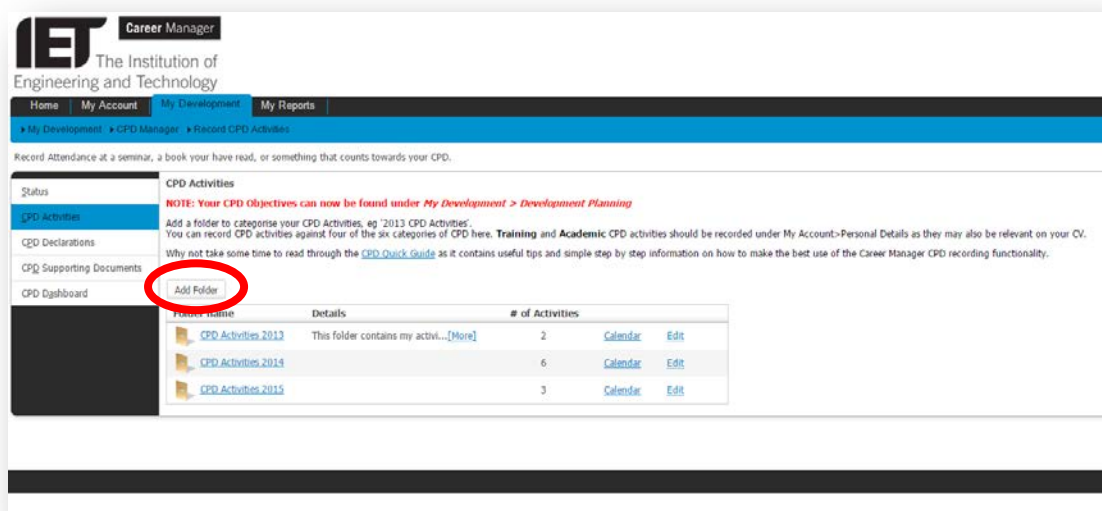 IET Career Manager
The Institution of
Engineering and Technology
Home My Account My Development My Reports
My Development CPD Manager Record CPD Activities
Record Attendance at a seminar, a book your have read, or something that counts towards your CPD.
Status
CPD Activities
CPD Declarations
CPD Supporting Documents
CPD Dashboard
CPD Activities
NOTE: Your CPD Objectives can now be found under My Development > Development Planning
Add a folder to categorise your CPD Activities, eg '2013 CPD Activities'.
You can record CPD activities against four of the six categories of CPD here. Training and Academic CPD activities should be recorded under My Account>Personal Details as they may also be relevant on your CV.
Why not take some time to read through the CPD Quick Guide as it contains useful tips and simple step by step information on how to make the best use of the Career Manager CPD recording functionality.
Add Folder
Folder name Details # of Activities
CPD Activities 2013 This folder contains my activi...[More] 2 Calendar Edit
CPD Activities 2014 6 Calendar Edit
CPD Activities 2015 3 Calendar Edit